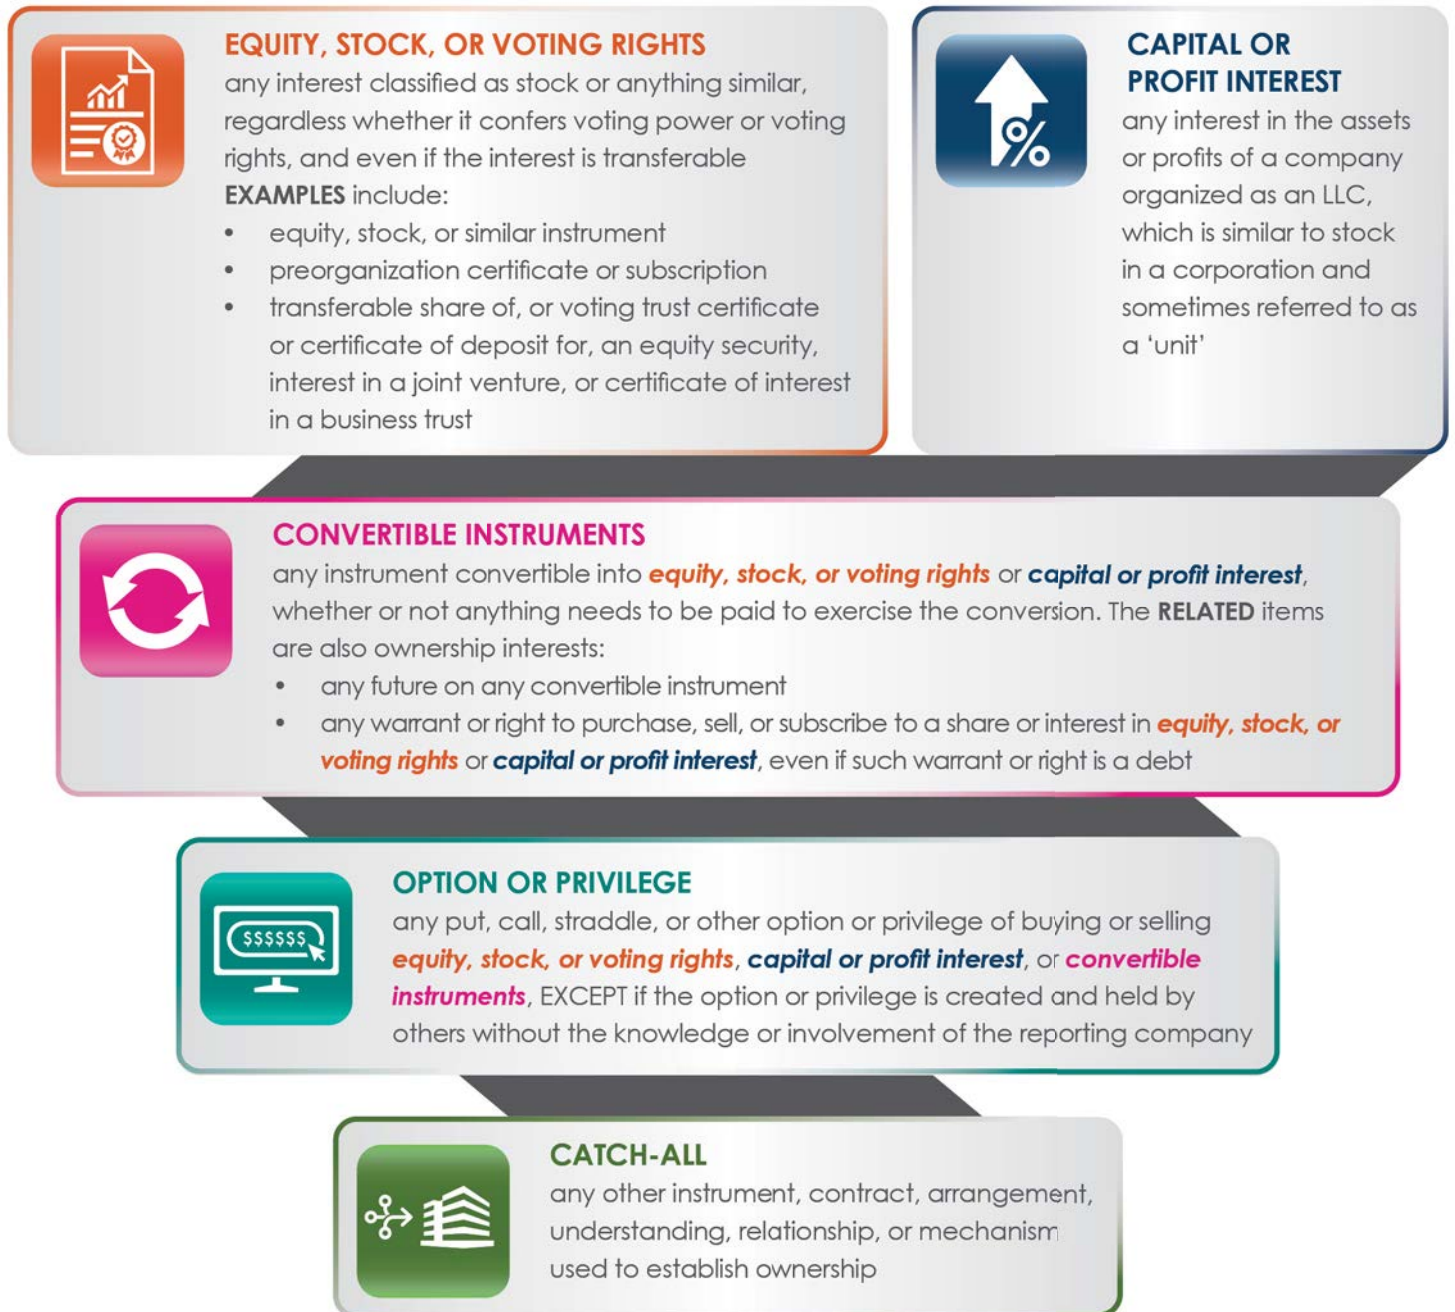 EQUITY, STOCK, OR VOTING RIGHTS
any interest classified as stock or anything similar,
regardless whether it confers voting power or voting
rights, and even if the interest is transferable
EXAMPLES include:
• equity, stock, or similar instrument
• preorganization certificate or subscription
• transferable share of, or voting trust certificate
or certificate of deposit for, an equity security,
interest in a joint venture, or certificate of interest
in a business trust
%
CAPITAL OR
PROFIT INTEREST
any interest in the assets
or profits of a company
organized as an LLC,
which is similar to stock
in a corporation and
sometimes referred to as
a ‘unit’
CONVERTIBLE INSTRUMENTS
any instrument convertible into equity, stock, or voting rights or capital or profit interest,
whether or not anything needs to be paid to exercise the conversion. The RELATED items
are also ownership interests:
• any future on any convertible instrument
• any warrant or right to purchase, sell, or subscribe to a share or interest in equity, stock, or
voting rights or capital or profit interest, even if such warrant or right is a debt
$$$$$$
OPTION OR PRIVILEGE
any put, call, straddle, or other option or privilege of buying or selling
equity, stock, or voting rights, capital or profit interest, or convertible
instruments, EXCEPT if the option or privilege is created and held by
others without the knowledge or involvement of the reporting company
CATCH-ALL
any other instrument, contract, arrangement,
understanding, relationship, or mechanism
used to establish ownership